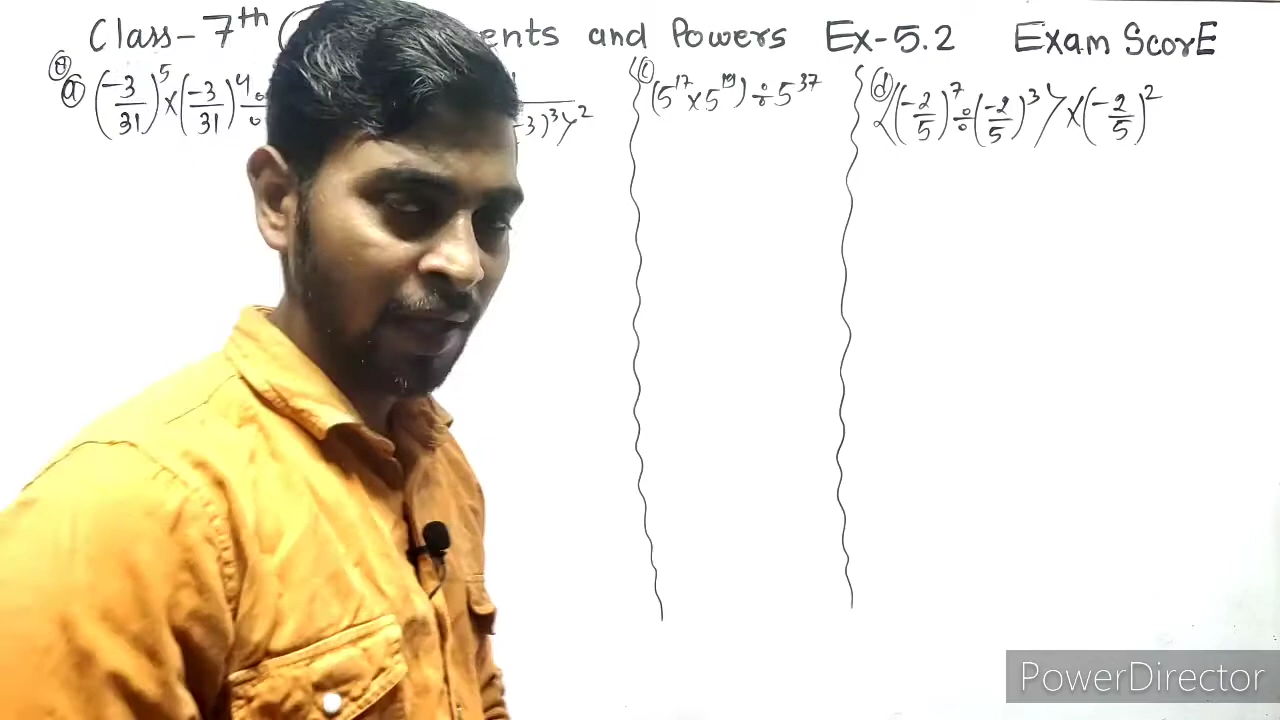 Class-7th ents and Powers Ex-5.2 Exam ScorE
(a) (-3/31)^5 × (-3/31)^4 ÷
-3)^3}^2
(c) (5^17 × 5^19) ÷ 5^37
(d) {(-2/5)^7 ÷ (-2/5)^3} × (-2/5)^2
PowerDirector